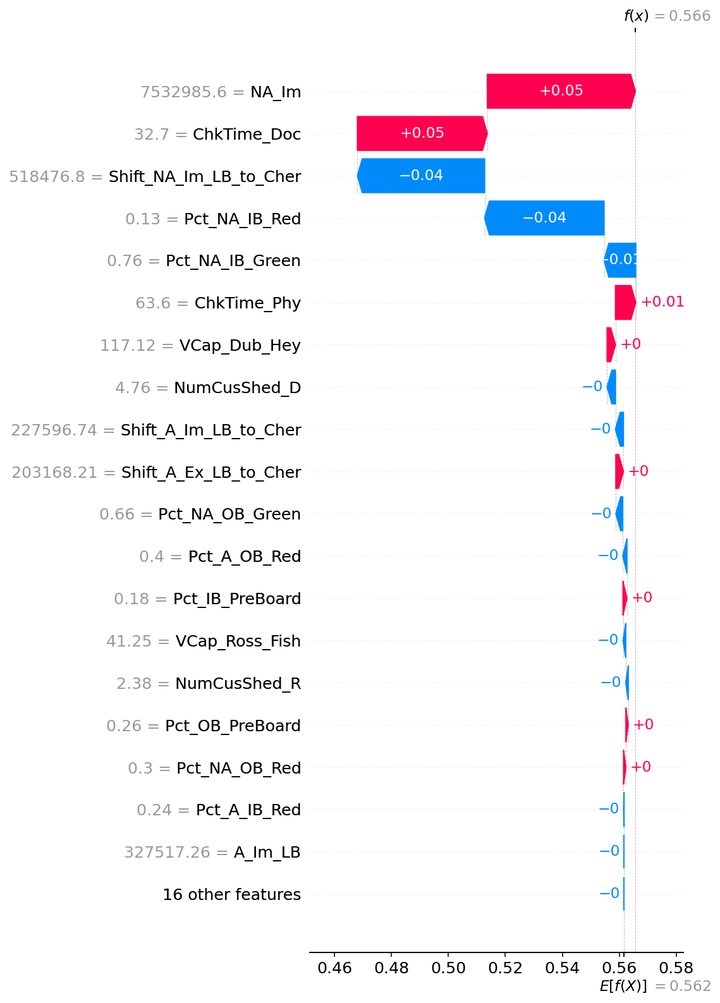 f(x) = 0.566
7532985.6 = NA_Im +0.05
32.7 = ChkTime_Doc +0.05
518476.8 = Shift_NA_Im_LB_to_Cher −0.04
0.13 = Pct_NA_IB_Red −0.04
0.76 = Pct_NA_IB_Green −0.01
63.6 = ChkTime_Phy +0.01
117.12 = VCap_Dub_Hey +0
4.76 = NumCusShed_D −0
227596.74 = Shift_A_Im_LB_to_Cher −0
203168.21 = Shift_A_Ex_LB_to_Cher +0
0.66 = Pct_NA_OB_Green −0
0.4 = Pct_A_OB_Red −0
0.18 = Pct_IB_PreBoard +0
41.25 = VCap_Ross_Fish −0
2.38 = NumCusShed_R −0
0.26 = Pct_OB_PreBoard +0
0.3 = Pct_NA_OB_Red +0
0.24 = Pct_A_IB_Red −0
327517.26 = A_Im_LB −0
16 other features −0
0.46 0.48 0.50 0.52 0.54 0.56 0.58
E[f(X)] = 0.562